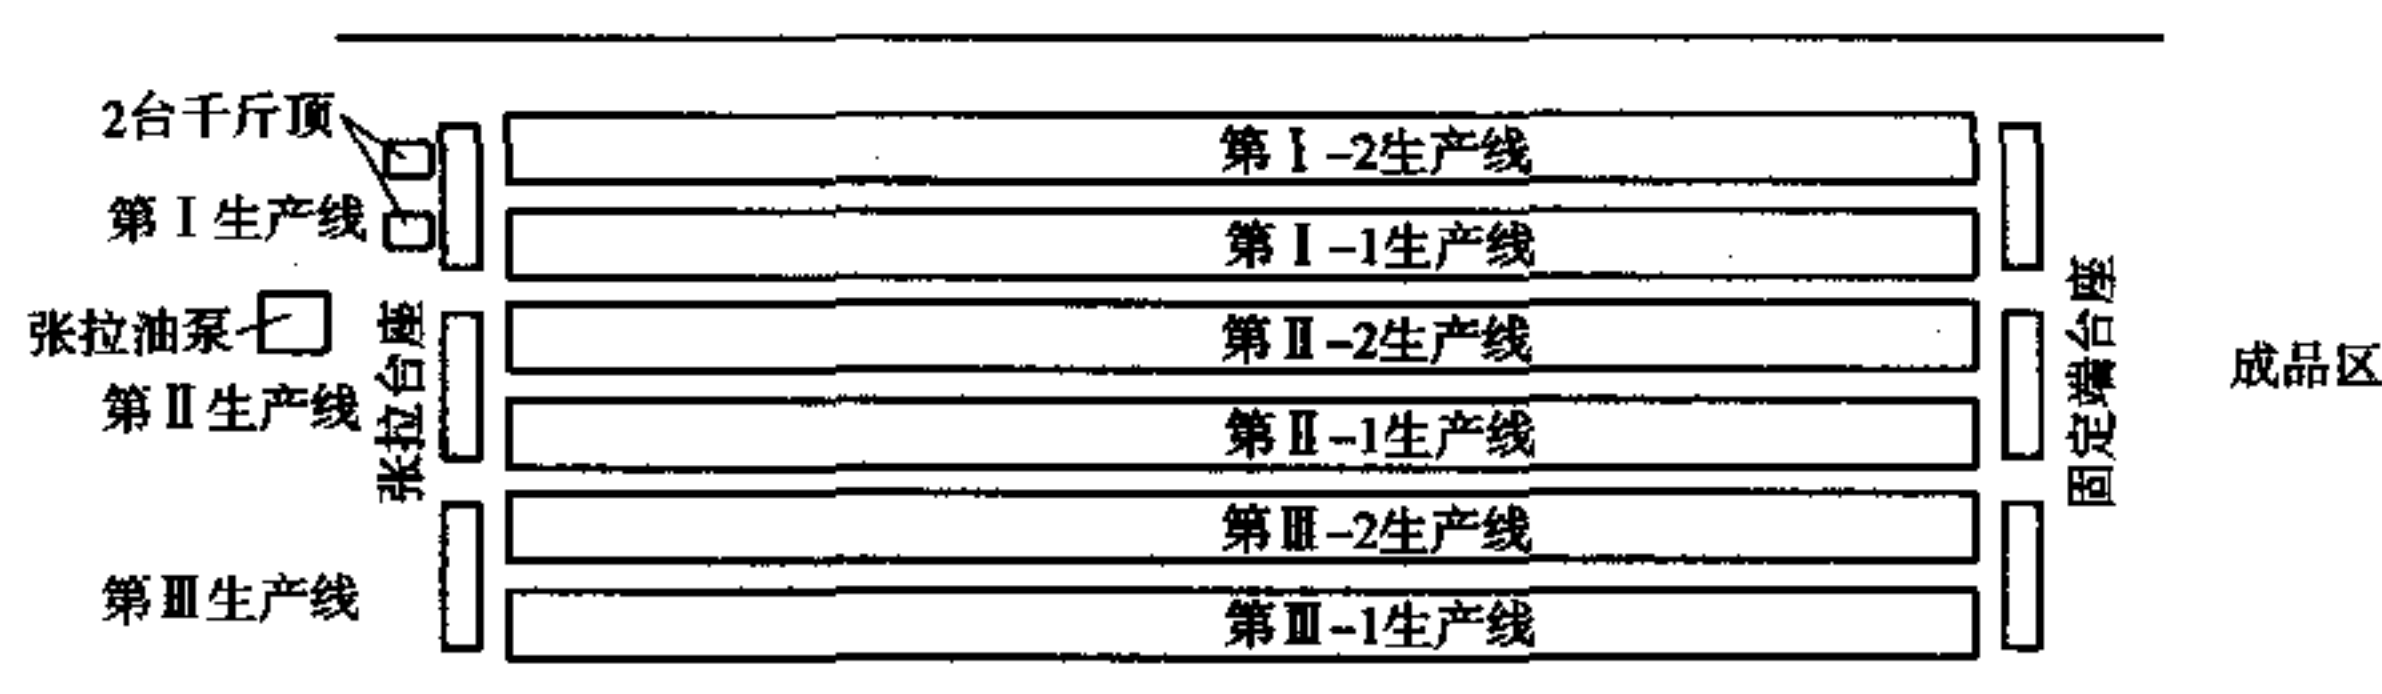 2台千斤顶
第Ⅰ生产线
张拉油泵
第Ⅱ生产线
第Ⅲ生产线
张拉台座
第Ⅰ-2生产线
第Ⅰ-1生产线
第Ⅱ-2生产线
第Ⅱ-1生产线
第Ⅲ-2生产线
第Ⅲ-1生产线
固定端台座
成品区